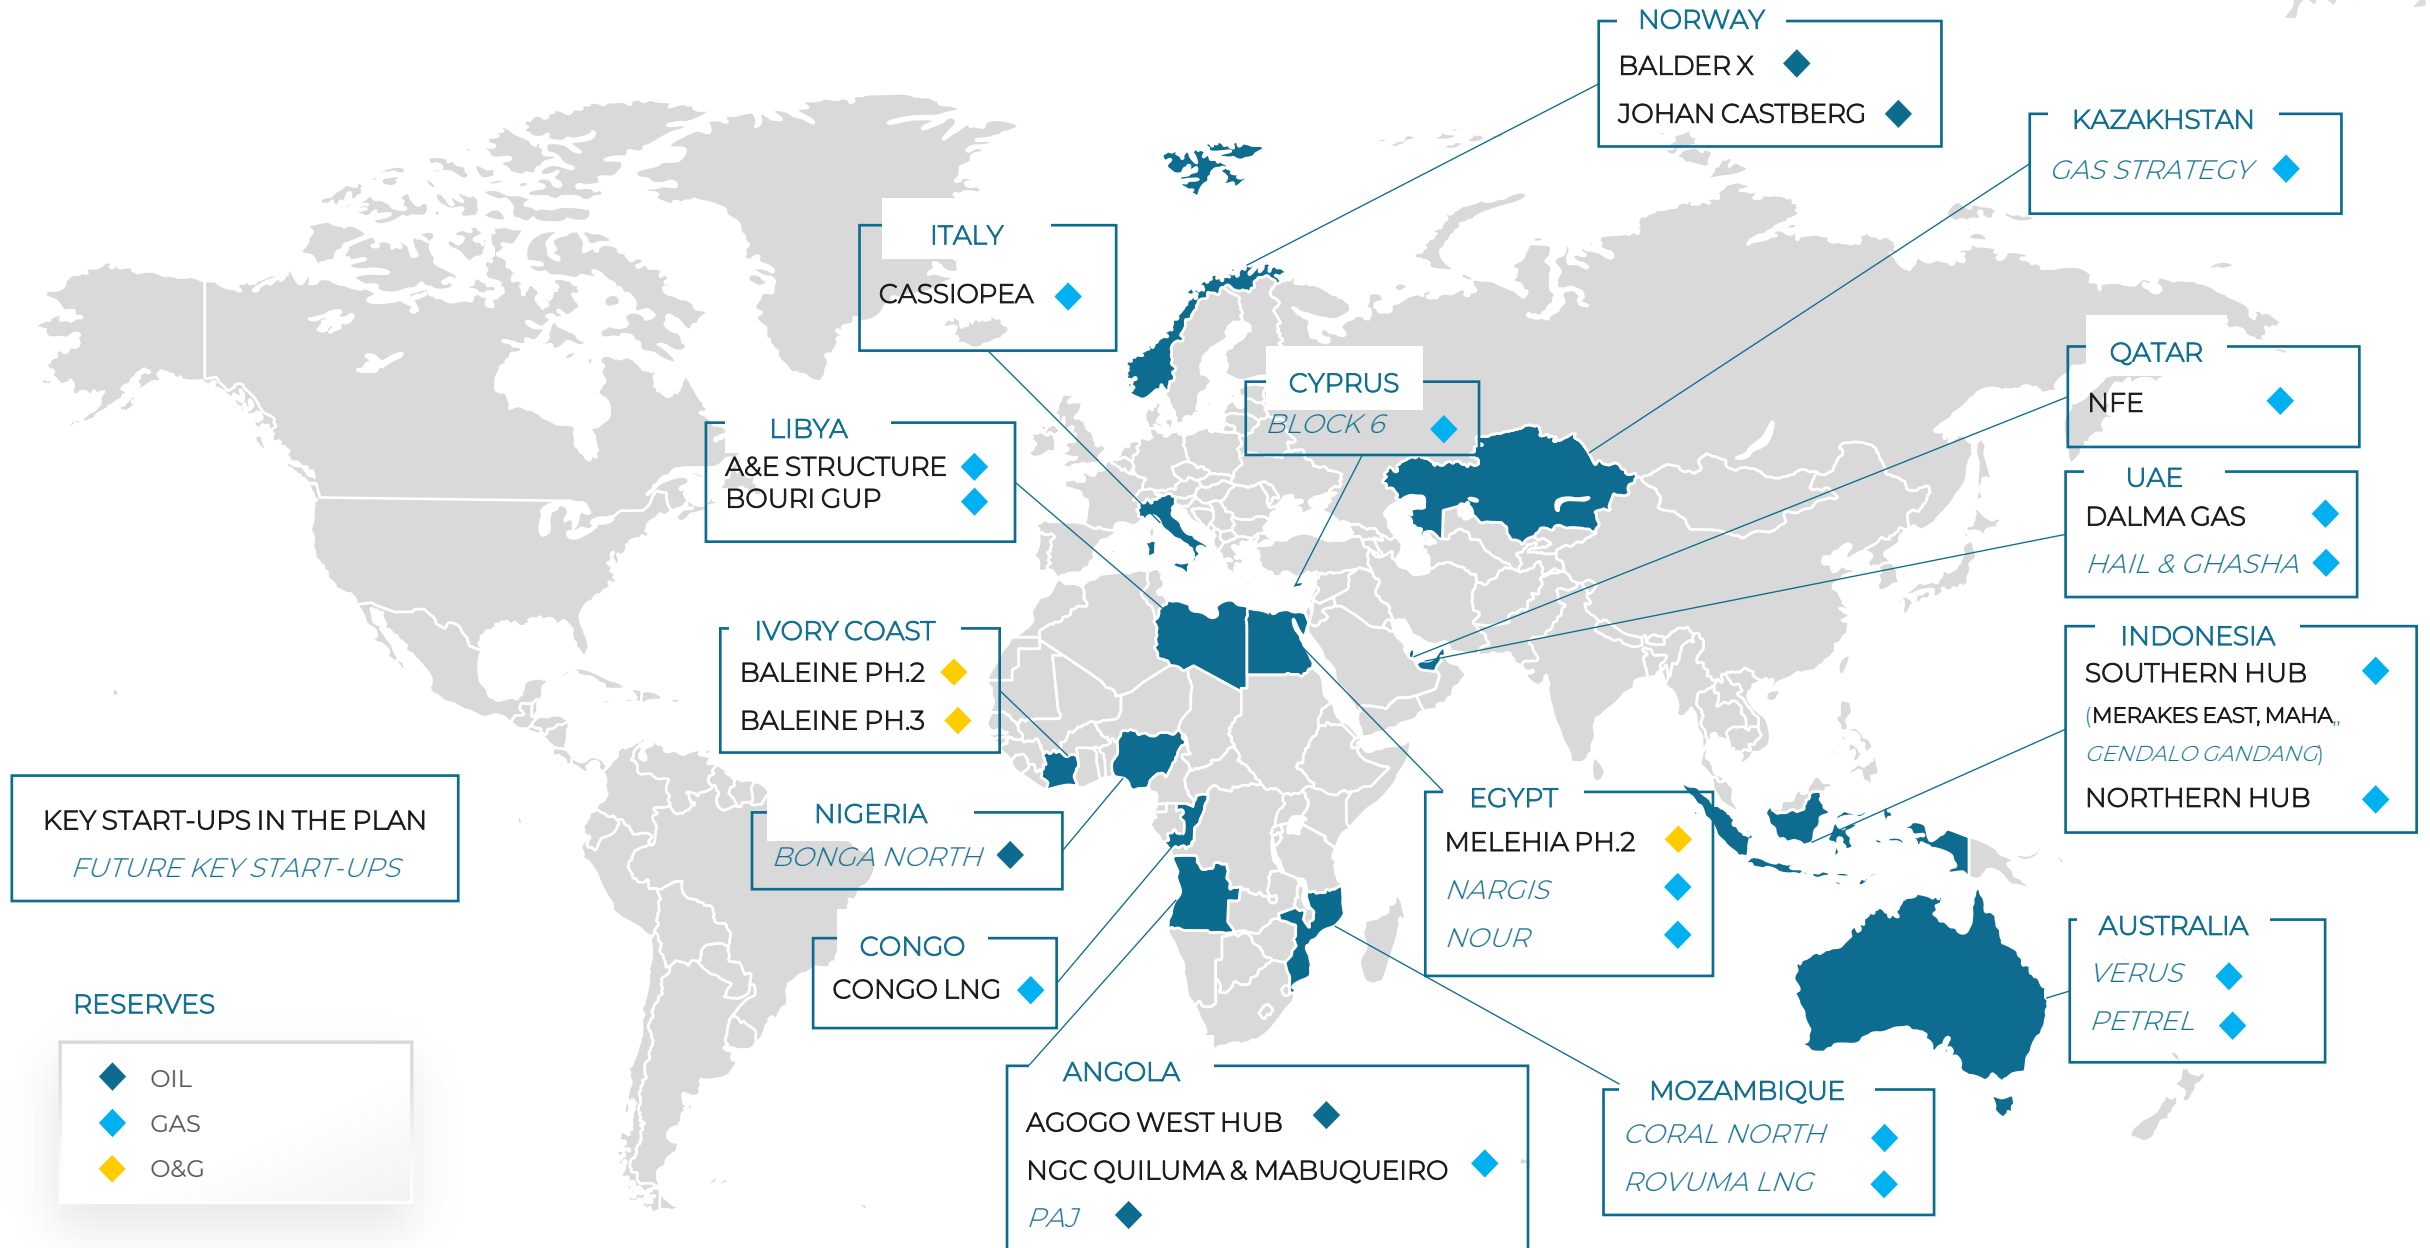 NORWAY
BALDER X
JOHAN CASTBERG
KAZAKHSTAN
GAS STRATEGY
ITALY
CASSIOPEA
CYPRUS
BLOCK 6
QATAR
NFE
LIBYA
A&E STRUCTURE
BOURI GUP
UAE
DALMA GAS
HAIL & GHASHA
IVORY COAST
BALEINE PH.2
BALEINE PH.3
INDONESIA
SOUTHERN HUB
(MERAKES EAST, MAHA,,
GENDALO GANDANG)
NORTHERN HUB
KEY START-UPS IN THE PLAN
FUTURE KEY START-UPS
NIGERIA
BONGA NORTH
EGYPT
MELEHIA PH.2
NARGIS
NOUR
CONGO
CONGO LNG
AUSTRALIA
VERUS
PETREL
RESERVES
OIL
GAS
O&G
ANGOLA
AGOGO WEST HUB
NGC QUILUMA & MABUQUEIRO
PAJ
MOZAMBIQUE
CORAL NORTH
ROVUMA LNG